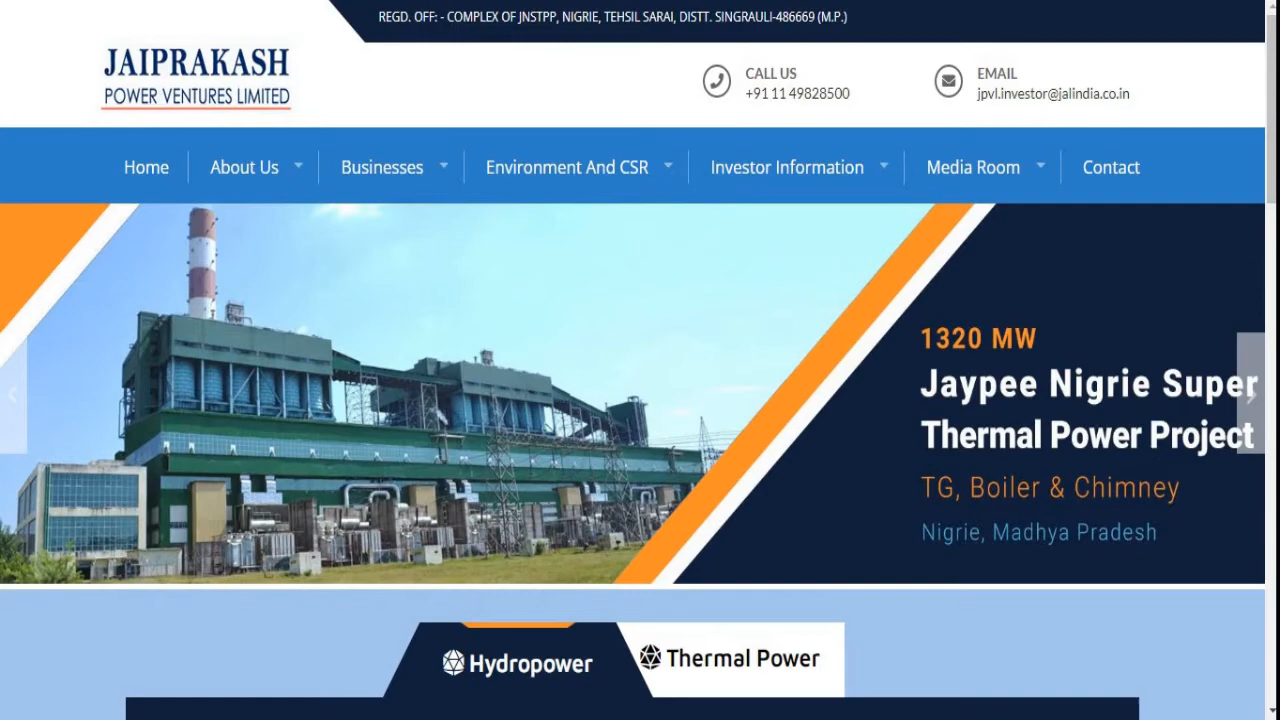 REGD. OFF: - COMPLEX OF JNSTPP, NIGRIE, TEHSIL SARAI, DISTT. SINGRAULI-486669 (M.P.)
JAIPRAKASH
POWER VENTURES LIMITED
CALL US
+91 11 49828500
EMAIL
jpvl.investor@jalindia.co.in
Home
About Us
Businesses
Environment And CSR
Investor Information
Media Room
Contact
1320 MW
Jaypee Nigrie Super
Thermal Power Project
TG, Boiler & Chimney
Nigrie, Madhya Pradesh
Hydropower
Thermal Power